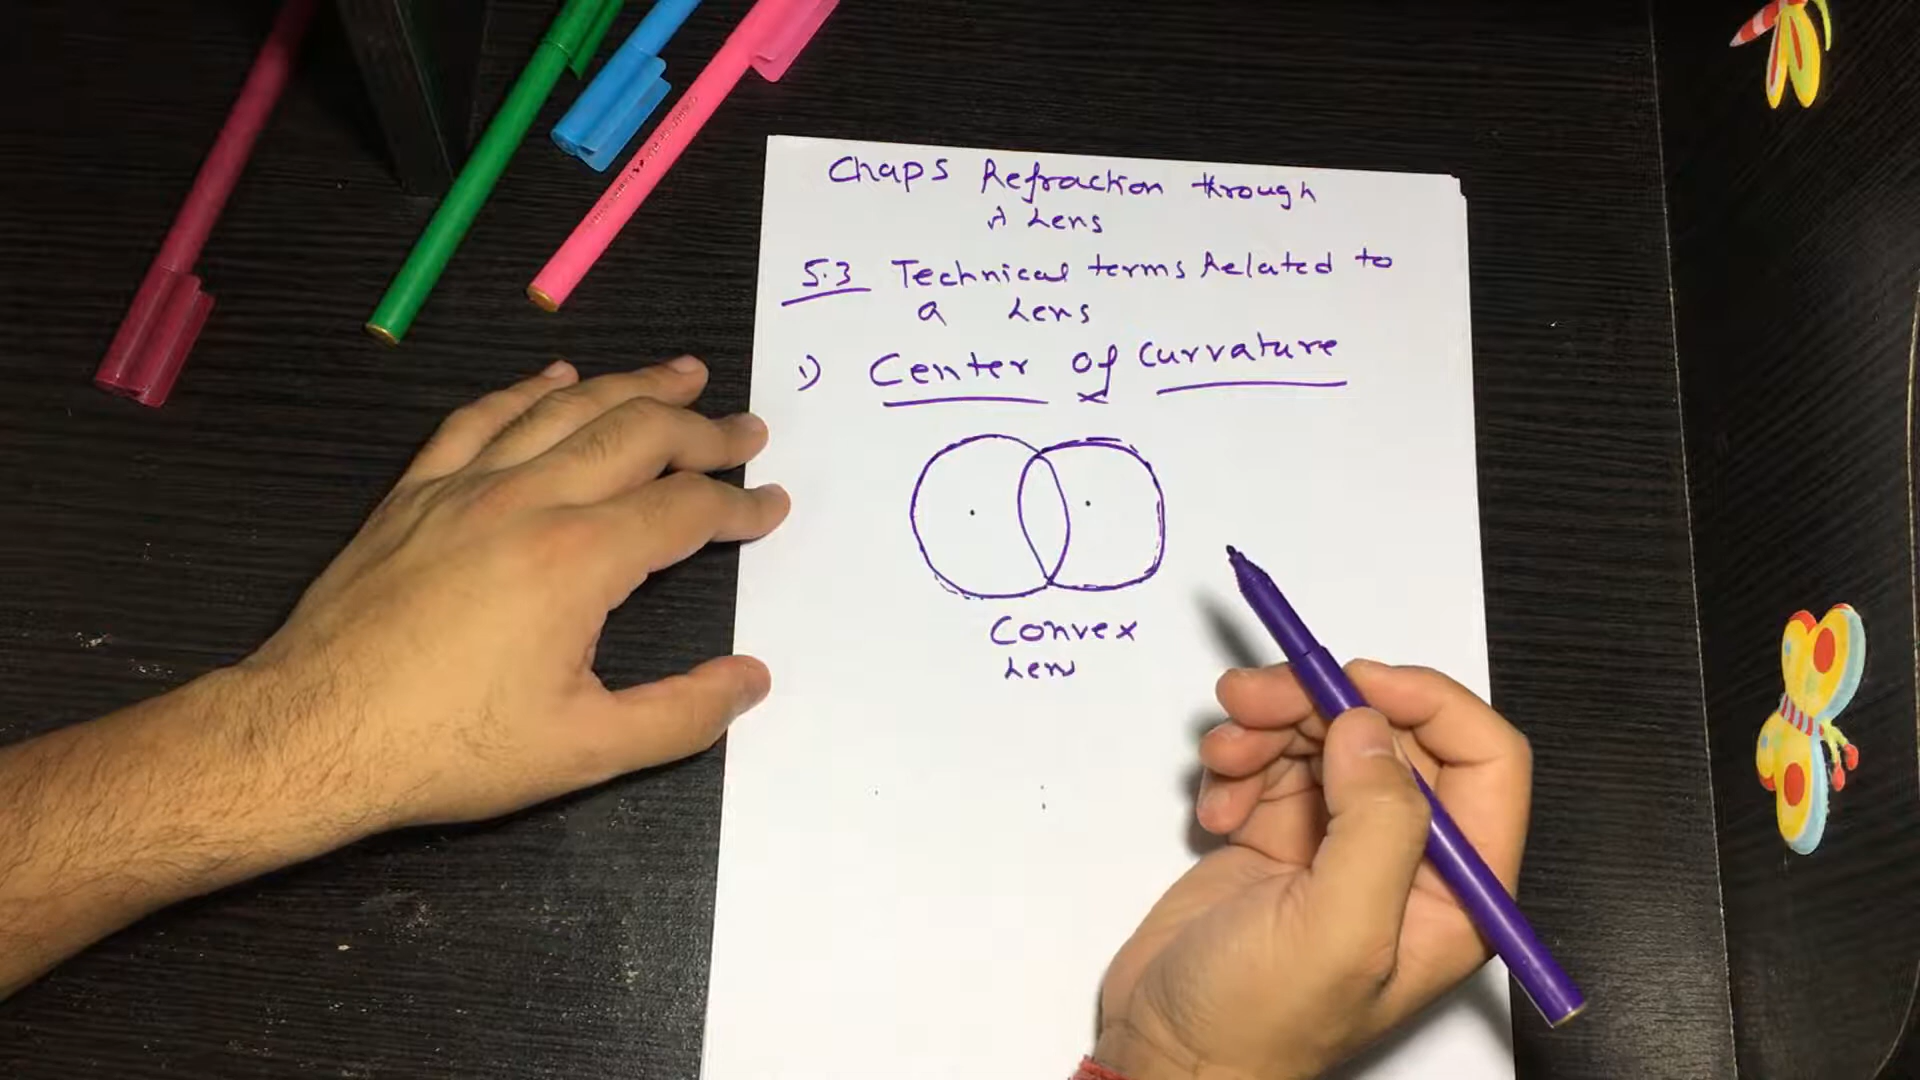 Chap5 Refraction through
A Lens
5.3 Technical terms Related to
a Lens
1) Center of Curvature
Convex
Lens